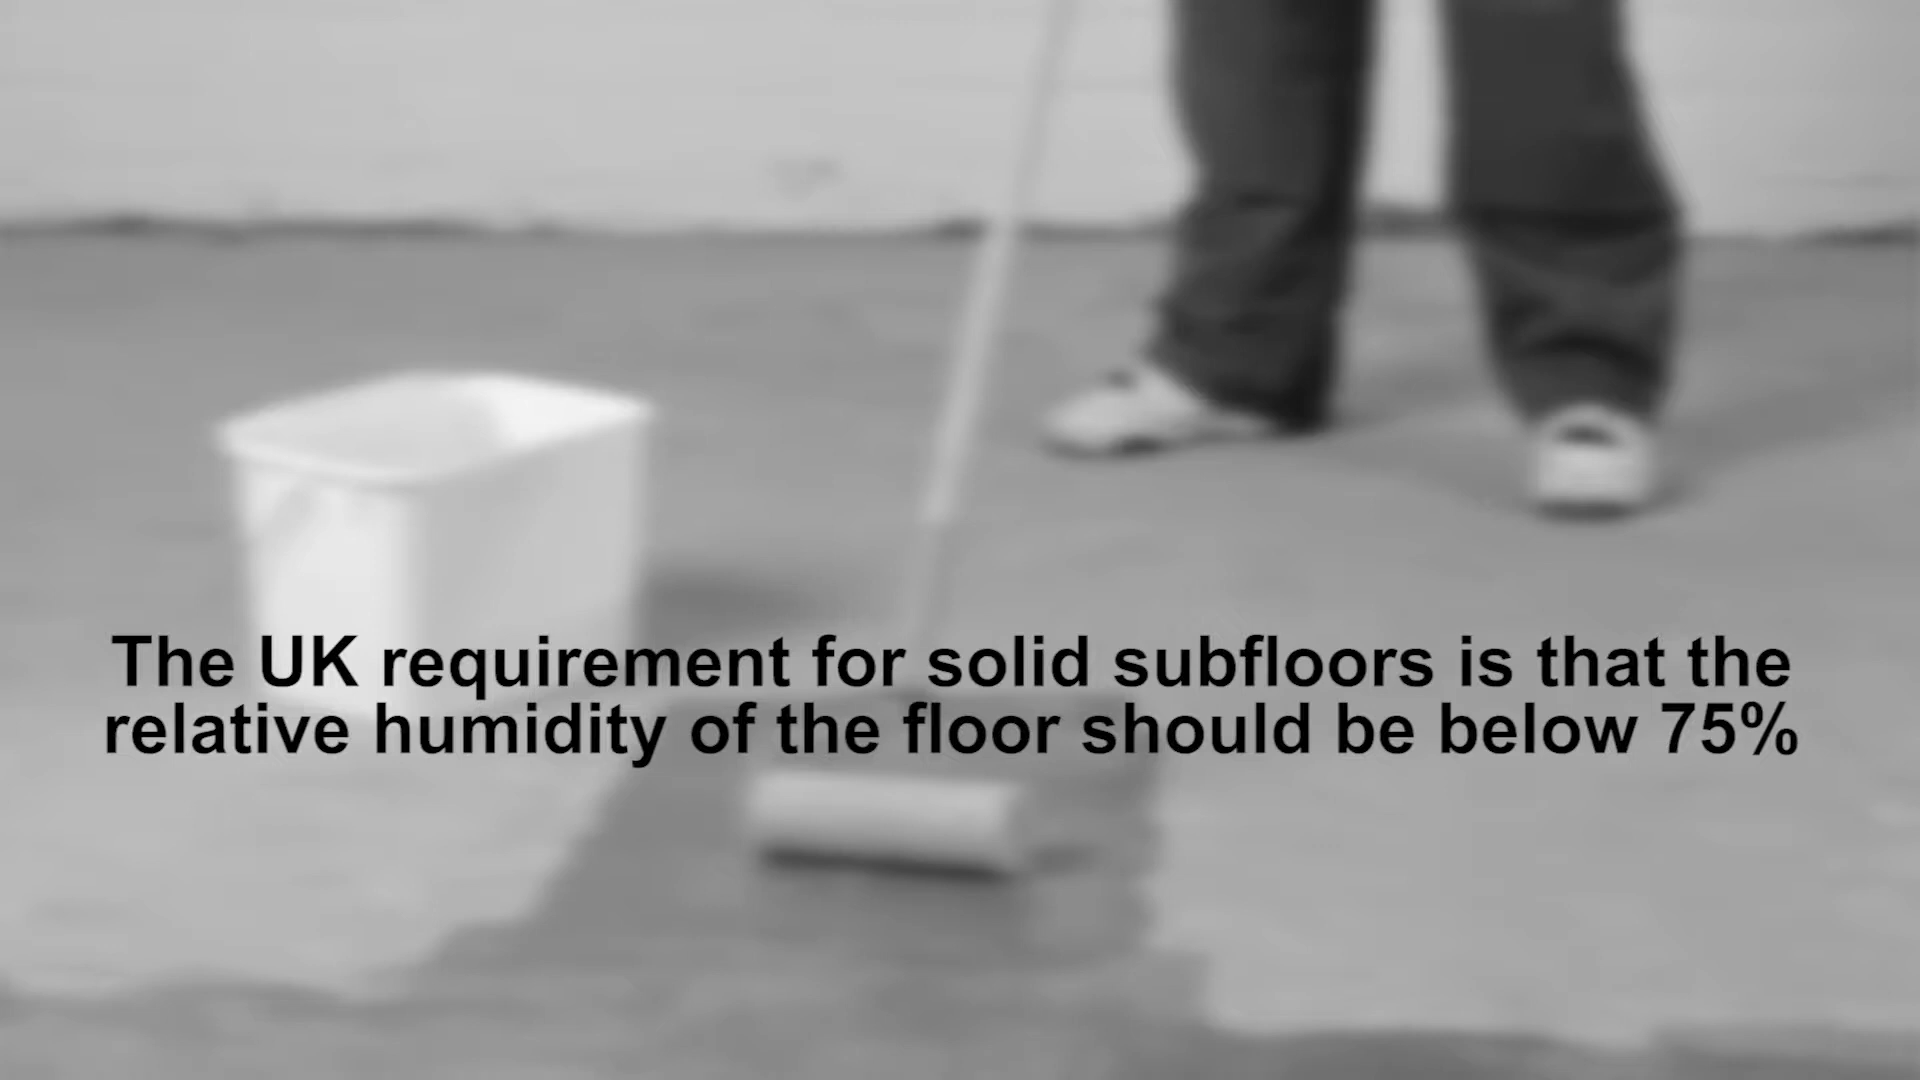 The UK requirement for solid subfloors is that the
relative humidity of the floor should be below 75%